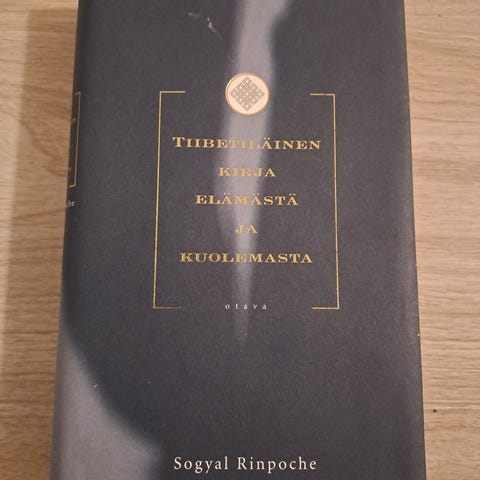 TIIBETILÄINEN
KIRJA
ELÄMÄSTÄ
JA
KUOLEMASTA
otava
Sogyal Rinpoche